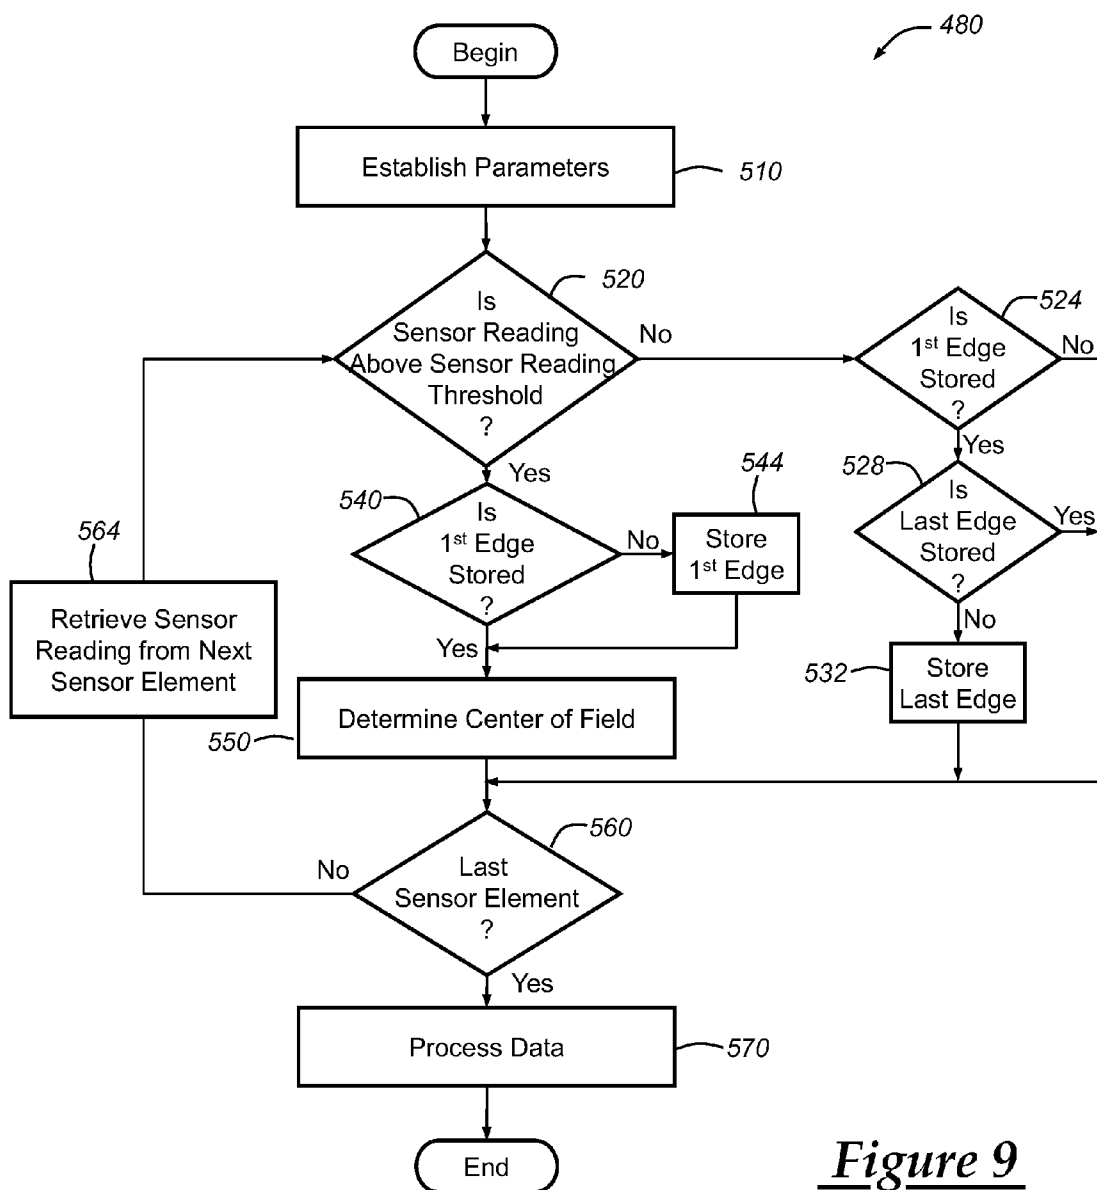 480
Begin
Establish Parameters
510
520
Is
Sensor Reading
Above Sensor Reading
Threshold
?
No
Yes
524
Is
1st Edge
Stored
?
No
Yes
528
Is
Last Edge
Stored
?
Yes
No
532
Store
Last Edge
540
Is
1st Edge
Stored
?
No
Yes
544
Store
1st Edge
564
Retrieve Sensor
Reading from Next
Sensor Element
Determine Center of Field
550
560
Last
Sensor Element
?
No
Yes
Process Data
570
End
Figure 9